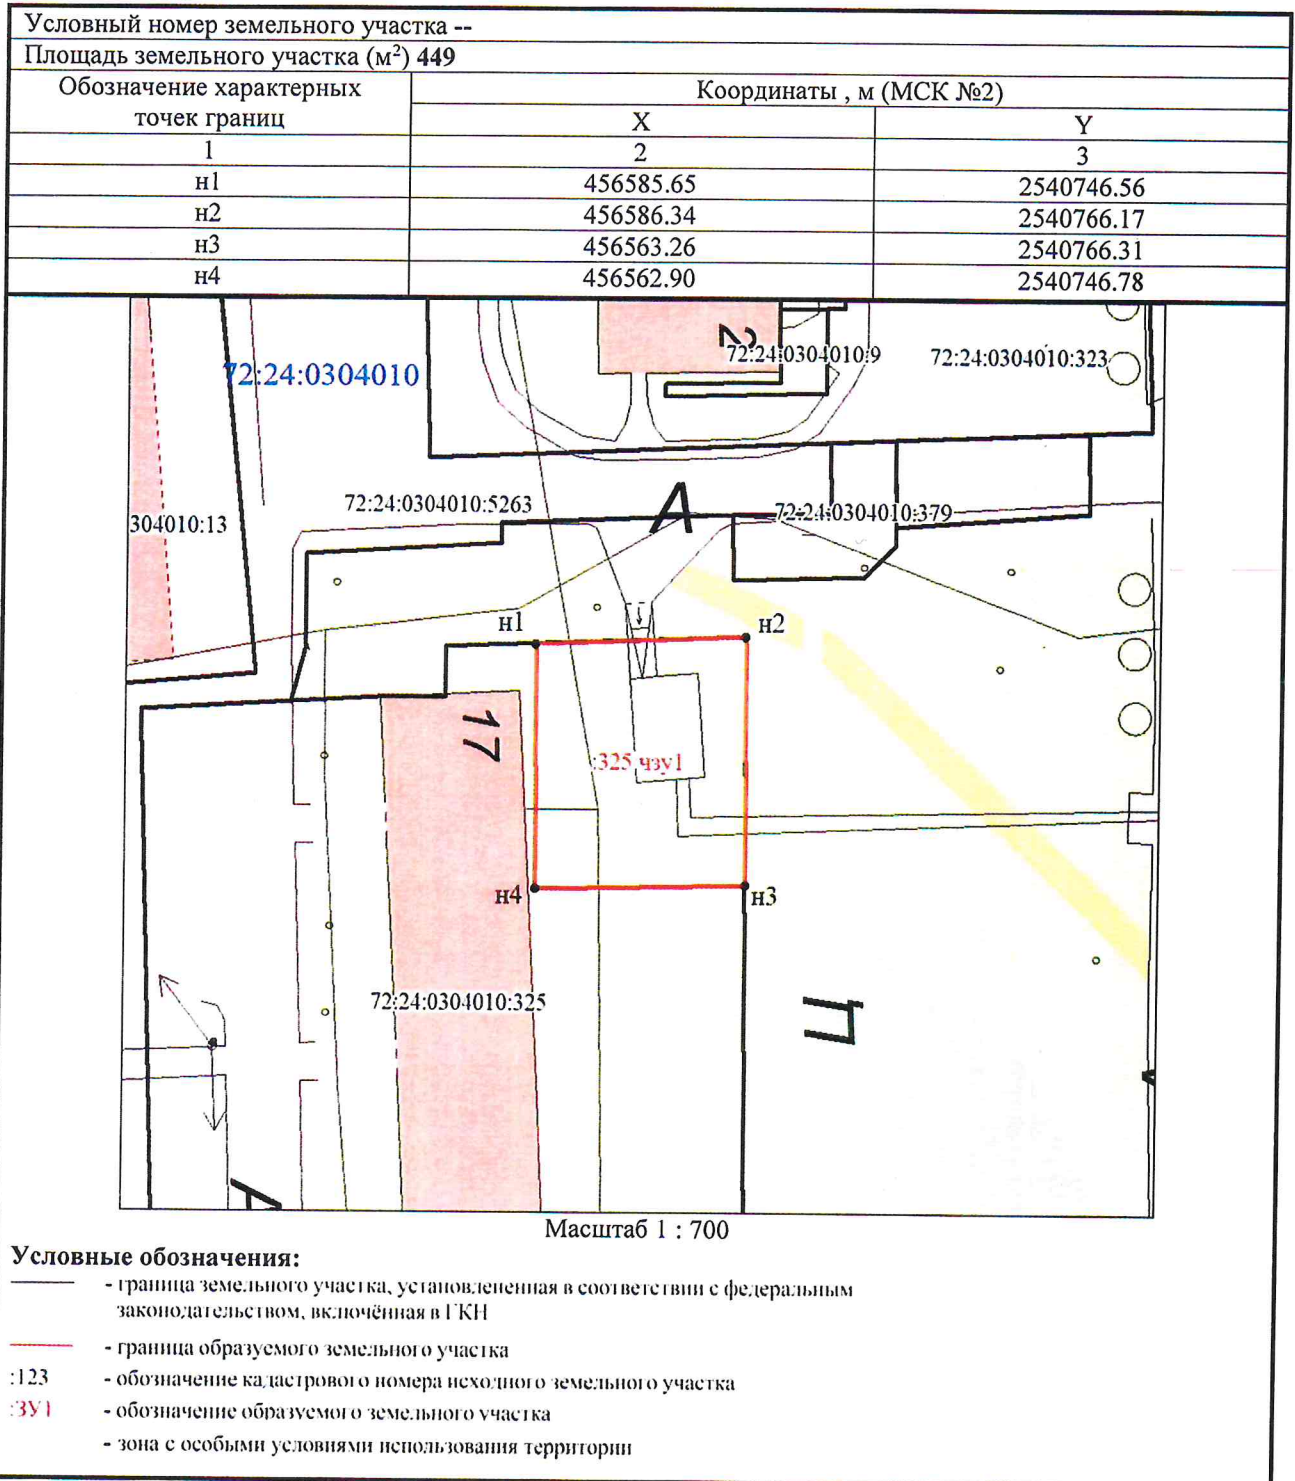 Условный номер земельного участка --
Площадь земельного участка (м²) 449
Обозначение характерных точек границ
Координаты , м (МСК №2)
X
Y
1
2
3
н1
456585.65
2540746.56
н2
456586.34
2540766.17
н3
456563.26
2540766.31
н4
456562.90
2540746.78
2
72:24:0304010:9
72:24:0304010:323
72:24:0304010
72:24:0304010:5263
А
72:24:0304010:379
304010:13
н1
н2
17
:325 чзу1
н4
н3
72:24:0304010:325
П
А
Масштаб 1 : 700
Условные обозначения:
- граница земельного участка, установлененная в соответствии с федеральным
законодательством, включённая в ГКН
- граница образуемого земельного участка
:123
- обозначение кадастрового номера исходного земельного участка
:ЗУ1
- обозначение образуемого земельного участка
- зона с особыми условиями использования территории